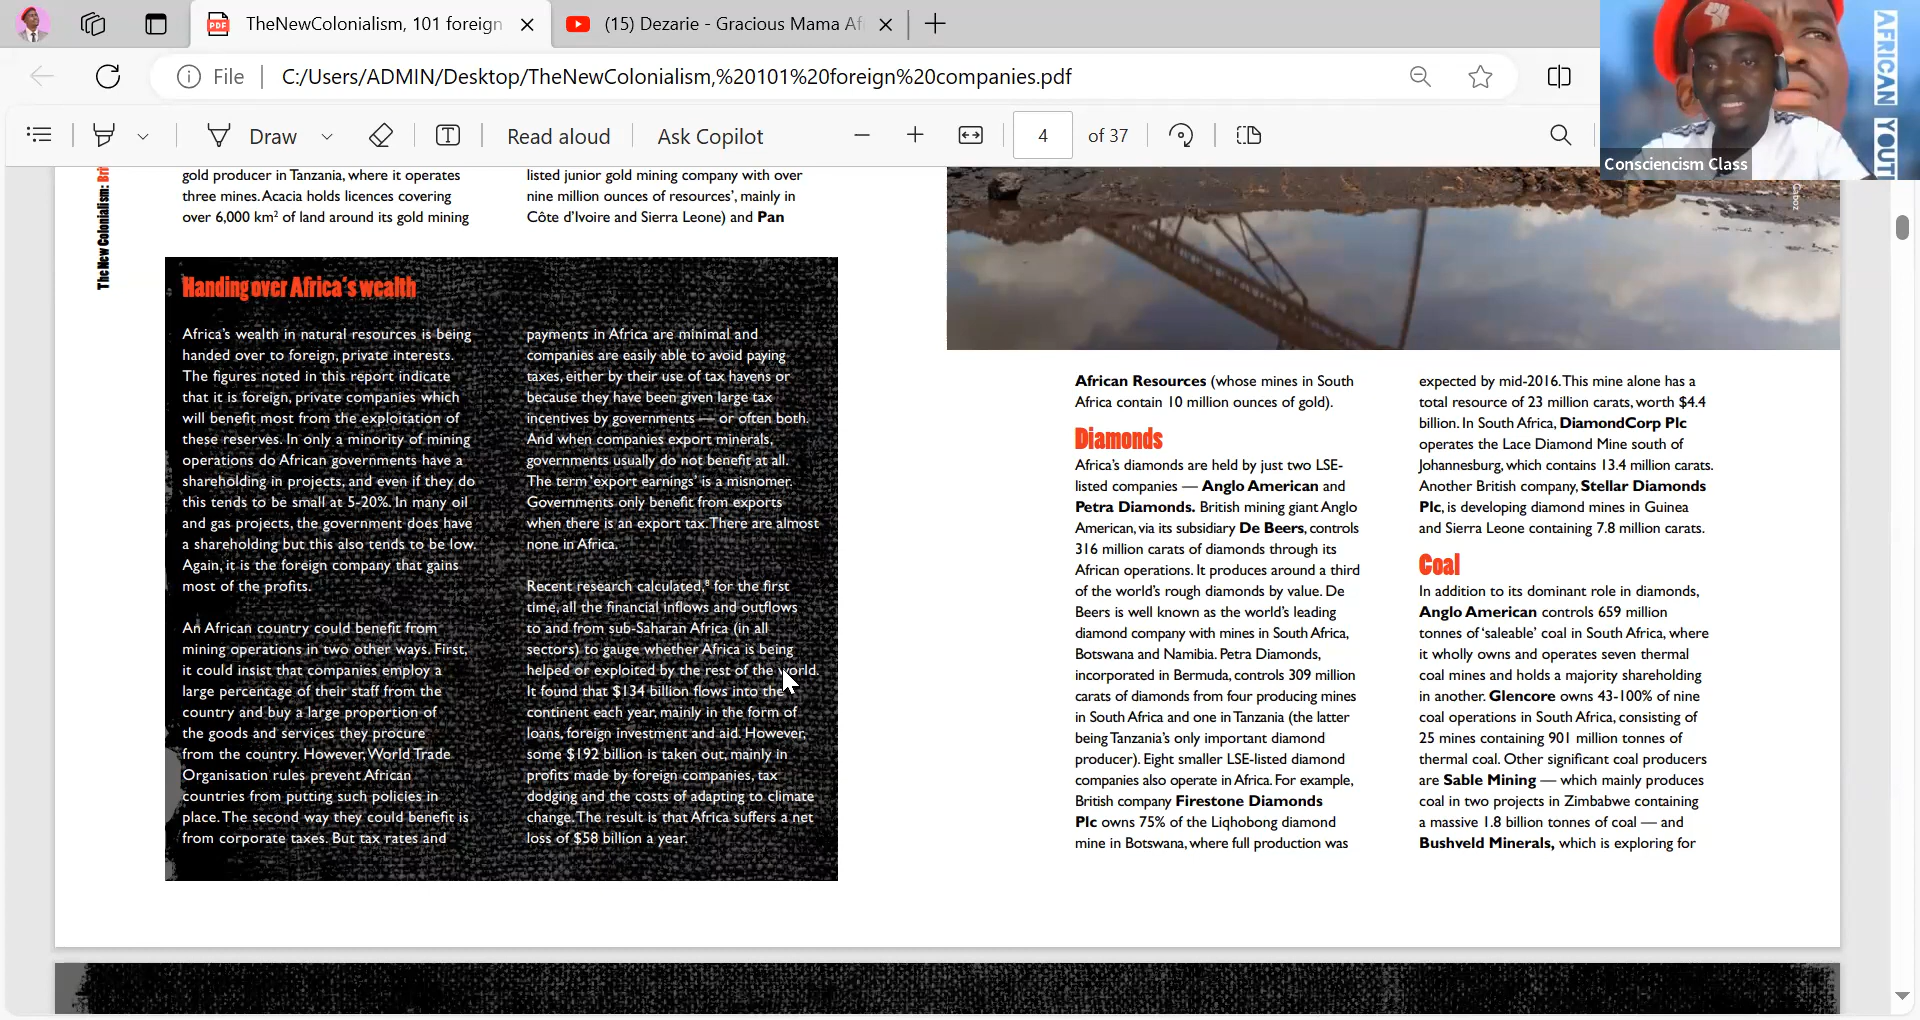 TheNewColonialism, 101 foreign
(15) Dezarie - Gracious Mama Af
File
C:/Users/ADMIN/Desktop/TheNewColonialism,%20101%20foreign%20companies.pdf
Draw
Read aloud
Ask Copilot
4
of 37
Consciencism Class
AFRICAN YOUT
The New Colonialism: Bri
gold producer in Tanzania, where it operates
three mines. Acacia holds licences covering
over 6,000 km² of land around its gold mining
listed junior gold mining company with over
nine million ounces of resources', mainly in
Côte d'Ivoire and Sierra Leone) and Pan
Handing over Africa's wealth
Africa's wealth in natural resources is being
handed over to foreign, private interests.
The figures noted in this report indicate
that it is foreign, private companies which
will benefit most from the exploitation of
these reserves. In only a minority of mining
operations do African governments have a
shareholding in projects, and even if they do
this tends to be small at 5-20%. In many oil
and gas projects, the government does have
a shareholding but this also tends to be low.
Again, it is the foreign company that gains
most of the profits.
An African country could benefit from
mining operations in two other ways. First,
it could insist that companies employ a
large percentage of their staff from the
country and buy a large proportion of
the goods and services they procure
from the country. However, World Trade
Organisation rules prevent African
countries from putting such policies in
place. The second way they could benefit is
from corporate taxes. But tax rates and
payments in Africa are minimal and
companies are easily able to avoid paying
taxes, either by their use of tax havens or
because they have been given large tax
incentives by governments — or often both.
And when companies export minerals,
governments usually do not benefit at all.
The term 'export earnings' is a misnomer.
Governments only benefit from exports
when there is an export tax. There are almost
none in Africa.
Recent research calculated,⁸ for the first
time, all the financial inflows and outflows
to and from sub-Saharan Africa (in all
sectors) to gauge whether Africa is being
helped or exploited by the rest of the world.
It found that $134 billion flows into the
continent each year, mainly in the form of
loans, foreign investment and aid. However,
some $192 billion is taken out, mainly in
profits made by foreign companies, tax
dodging and the costs of adapting to climate
change. The result is that Africa suffers a net
loss of $58 billion a year.
African Resources (whose mines in South
Africa contain 10 million ounces of gold).
Diamonds
Africa's diamonds are held by just two LSE-
listed companies — Anglo American and
Petra Diamonds. British mining giant Anglo
American, via its subsidiary De Beers, controls
316 million carats of diamonds through its
African operations. It produces around a third
of the world's rough diamonds by value. De
Beers is well known as the world's leading
diamond company with mines in South Africa,
Botswana and Namibia. Petra Diamonds,
incorporated in Bermuda, controls 309 million
carats of diamonds from four producing mines
in South Africa and one in Tanzania (the latter
being Tanzania's only important diamond
producer). Eight smaller LSE-listed diamond
companies also operate in Africa. For example,
British company Firestone Diamonds
Plc owns 75% of the Liqhobong diamond
mine in Botswana, where full production was
expected by mid-2016. This mine alone has a
total resource of 23 million carats, worth $4.4
billion. In South Africa, DiamondCorp Plc
operates the Lace Diamond Mine south of
Johannesburg, which contains 13.4 million carats.
Another British company, Stellar Diamonds
Plc, is developing diamond mines in Guinea
and Sierra Leone containing 7.8 million carats.
Coal
In addition to its dominant role in diamonds,
Anglo American controls 659 million
tonnes of 'saleable' coal in South Africa, where
it wholly owns and operates seven thermal
coal mines and holds a majority shareholding
in another. Glencore owns 43-100% of nine
coal operations in South Africa, consisting of
25 mines containing 901 million tonnes of
thermal coal. Other significant coal producers
are Sable Mining — which mainly produces
coal in two projects in Zimbabwe containing
a massive 1.8 billion tonnes of coal — and
Bushveld Minerals, which is exploring for